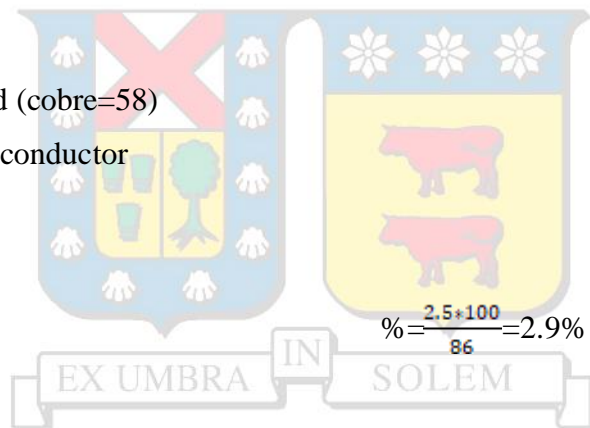 d (cobre=58)
conductor
%=2.5*100/86=2.9%
EX UMBRA IN SOLEM